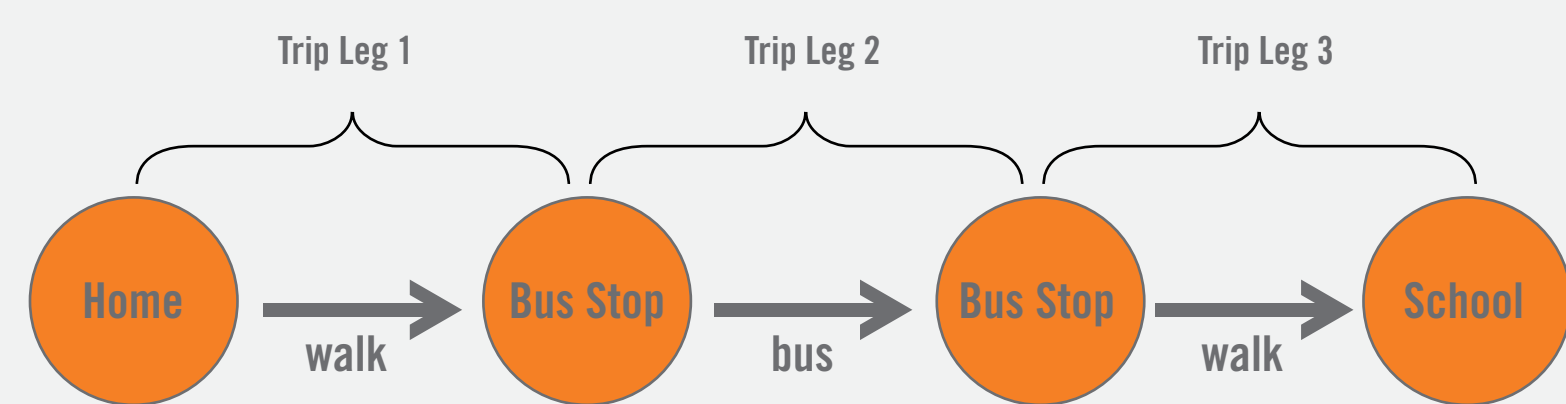 Trip Leg 1
Trip Leg 2
Trip Leg 3
Home
Bus Stop
Bus Stop
School
walk
bus
walk